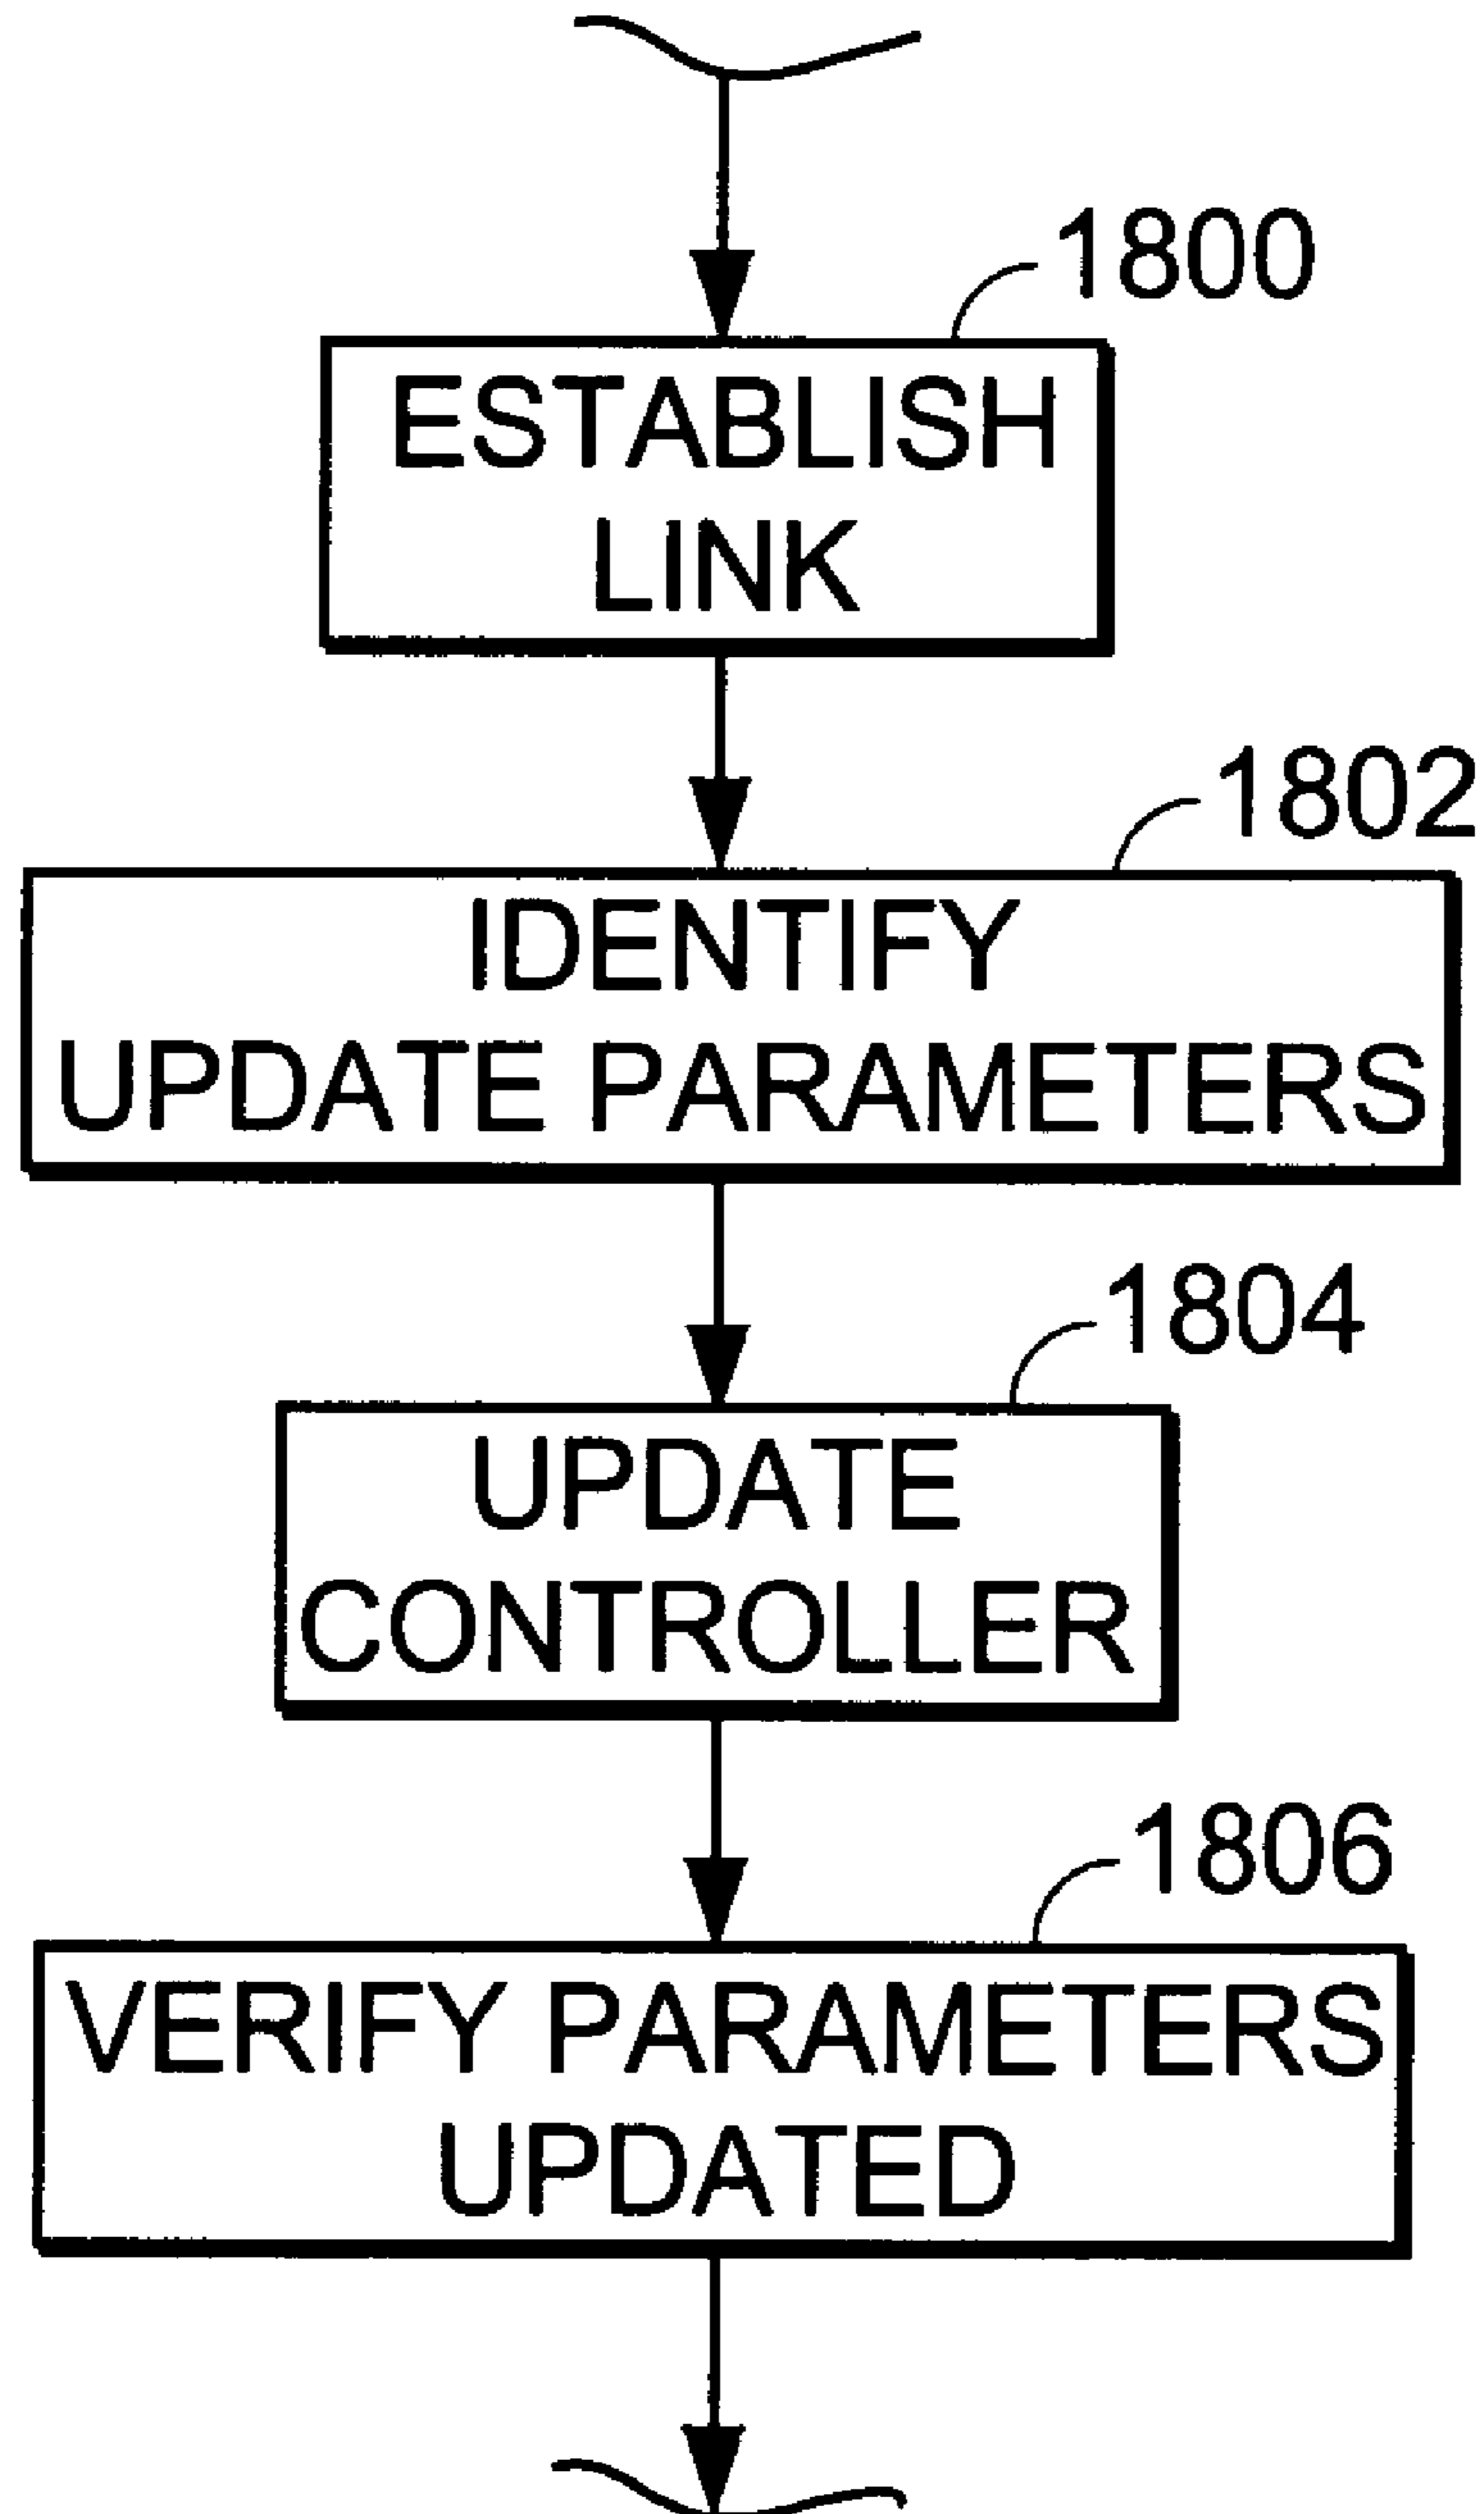 1800
ESTABLISH
LINK
1802
IDENTIFY
UPDATE PARAMETERS
1804
UPDATE
CONTROLLER
1806
VERIFY PARAMETERS
UPDATED